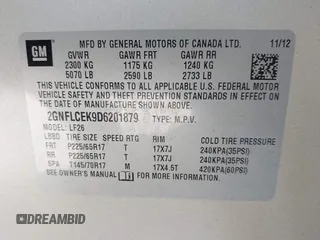 GM
MFD BY GENERAL MOTORS OF CANADA LTD. 11/12
GVWR GAWR FRT GAWR RR
2300 KG 1175 KG 1240 KG
5070 LB 2590 LB 2733 LB
THIS VEHICLE CONFORMS TO ALL APPLICABLE U.S. FEDERAL MOTOR
VEHICLE SAFETY AND THEFT PREVENTION STANDARDS IN EFFECT
ON THE DATE OF MANUFACTURE SHOWN ABOVE.
2GNFLCEK9D6201879 TYPE: M.P.V.
MODEL: LF26
LBBD TIRE SIZE SPEED RTG RIM COLD TIRE PRESSURE
FRT P225/65R17 T 17X7J 240KPA(35PSI)
RR P225/65R17 T 17X7J 240KPA(35PSI)
SPA T145/70R17 M 17X4.5T 420KPA(60PSI)
SEE OWNER'S MANUAL FOR ADDITIONAL INFORMATION.
DREAMBID